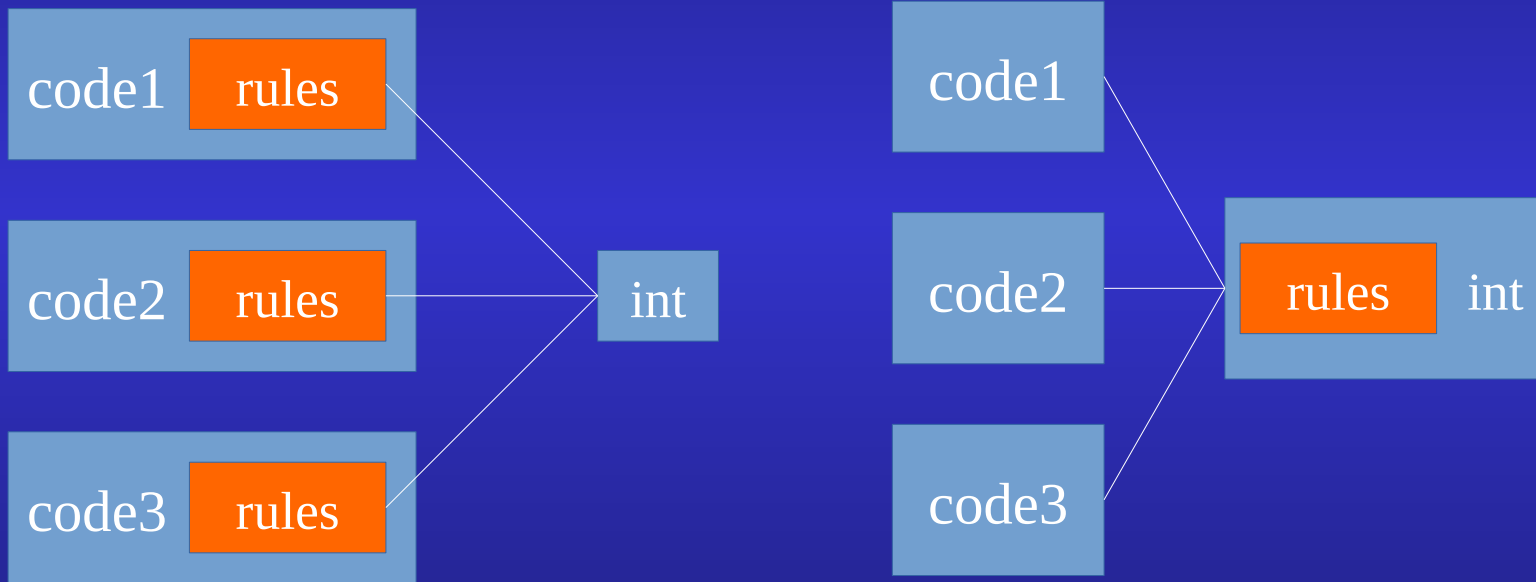 code1 rules
code2 rules
int
code3 rules
code1
code2
rules int
code3